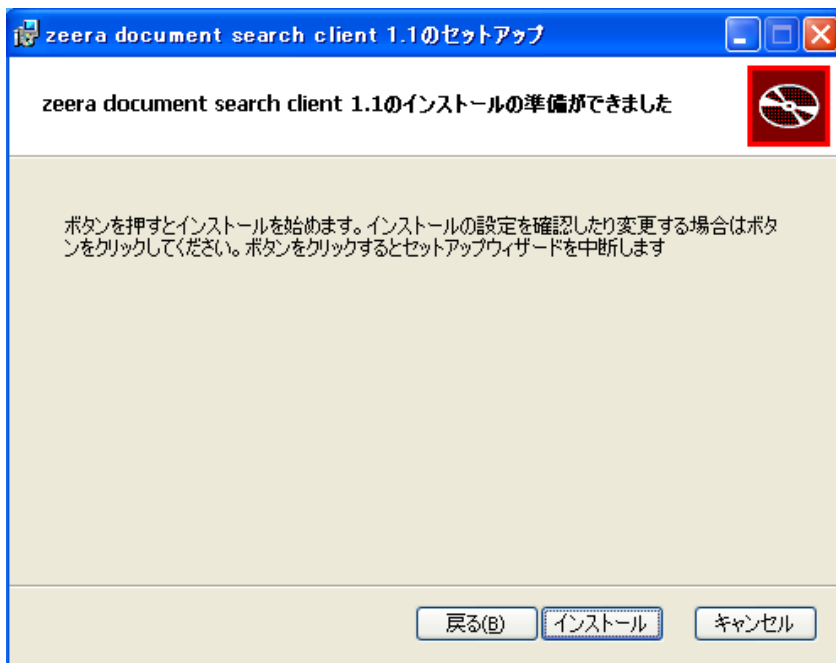 zeera document search client 1.1のセットアップ
zeera document search client 1.1のインストールの準備ができました
ボタンを押すとインストールを始めます。インストールの設定を確認したり変更する場合はボタ
ンをクリックしてください。ボタンをクリックするとセットアップウィザードを中断します
戻る(B)
インストール
キャンセル